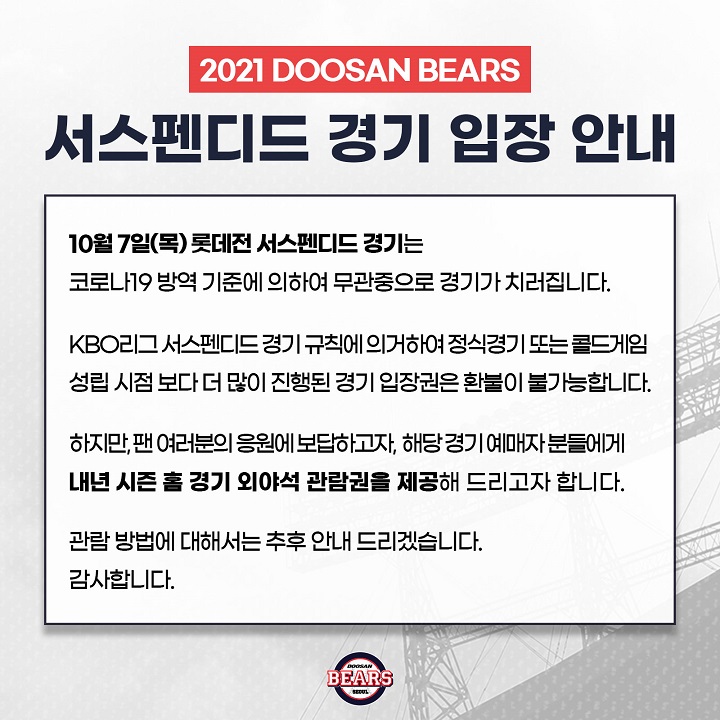 2021 DOOSAN BEARS
서스펜디드 경기 입장 안내
10월 7일(목) 롯데전 서스펜디드 경기는
코로나19 방역 기준에 의하여 무관중으로 경기가 치러집니다.
KBO리그 서스펜디드 경기 규칙에 의거하여 정식경기 또는 콜드게임
성립 시점 보다 더 많이 진행된 경기 입장권은 환불이 불가능합니다.
하지만, 팬 여러분의 응원에 보답하고자, 해당 경기 예매자 분들에게
내년 시즌 홈 경기 외야석 관람권을 제공해 드리고자 합니다.
관람 방법에 대해서는 추후 안내 드리겠습니다.
감사합니다.
DOOSAN
BEARS
SEOUL